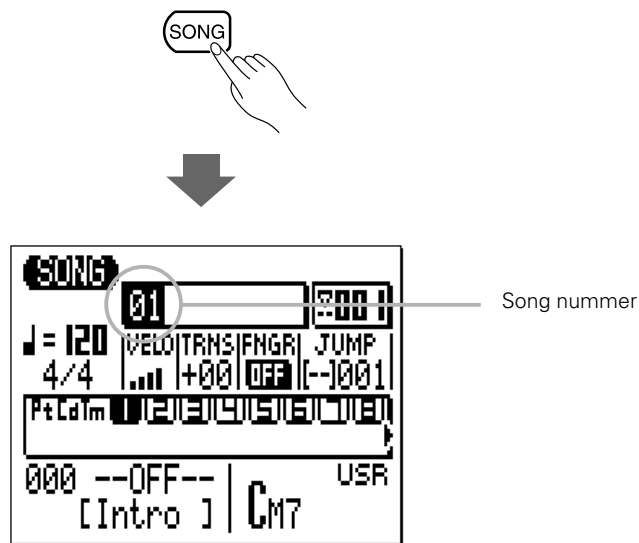 SONG
SONG
01 001
Song nummer
♩= 120 VELO TRNS FNGR JUMP
4/4 +00 OFF [--]001
PtCdTm 1 2 3 4 5 6 7 8
000 --OFF-- USR
[Intro ] CM7